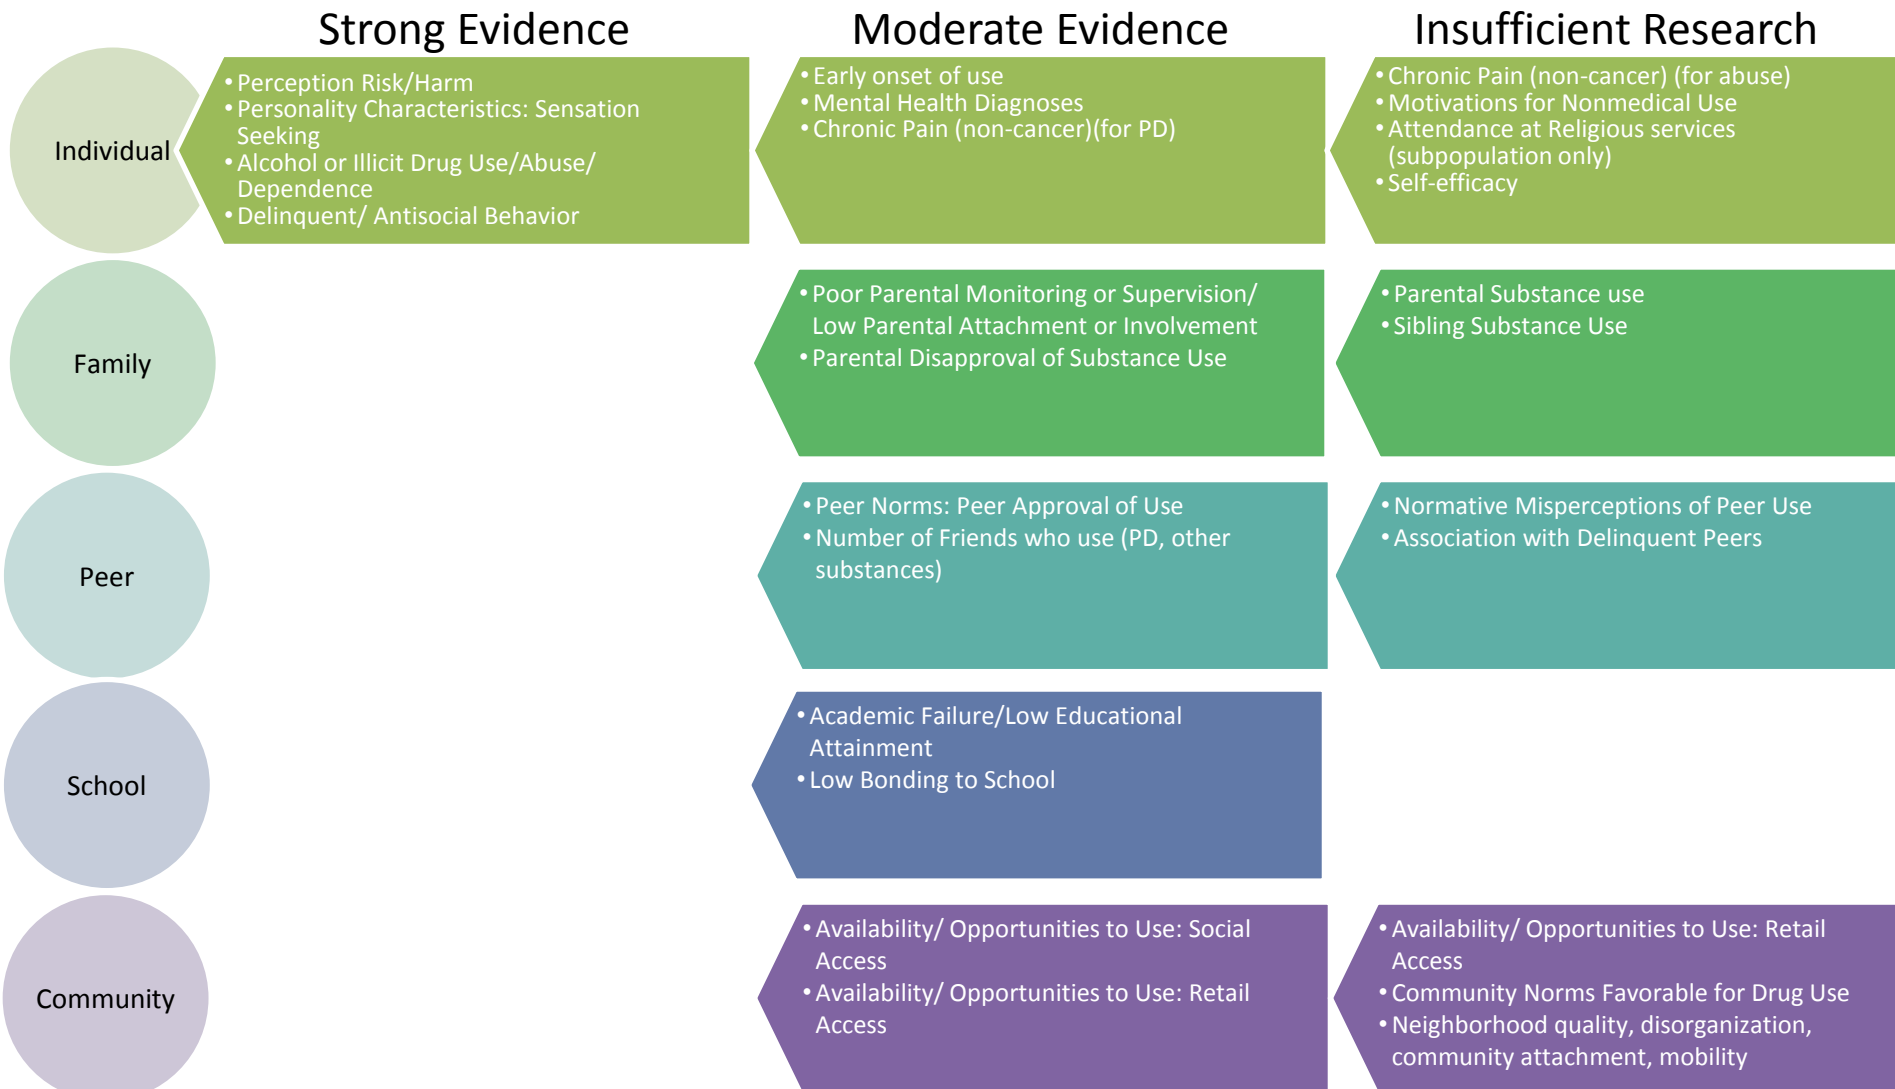 Strong Evidence
Moderate Evidence
Insufficient Research
Individual
• Perception Risk/Harm
• Personality Characteristics: Sensation
Seeking
• Alcohol or Illicit Drug Use/Abuse/
Dependence
• Delinquent/ Antisocial Behavior
• Early onset of use
• Mental Health Diagnoses
• Chronic Pain (non-cancer)(for PD)
• Chronic Pain (non-cancer) (for abuse)
• Motivations for Nonmedical Use
• Attendance at Religious services
(subpopulation only)
• Self-efficacy
Family
• Poor Parental Monitoring or Supervision/
Low Parental Attachment or Involvement
• Parental Disapproval of Substance Use
• Parental Substance use
• Sibling Substance Use
Peer
• Peer Norms: Peer Approval of Use
• Number of Friends who use (PD, other
substances)
• Normative Misperceptions of Peer Use
• Association with Delinquent Peers
School
• Academic Failure/Low Educational
Attainment
• Low Bonding to School
Community
• Availability/ Opportunities to Use: Social
Access
• Availability/ Opportunities to Use: Retail
Access
• Availability/ Opportunities to Use: Retail
Access
• Community Norms Favorable for Drug Use
• Neighborhood quality, disorganization,
community attachment, mobility